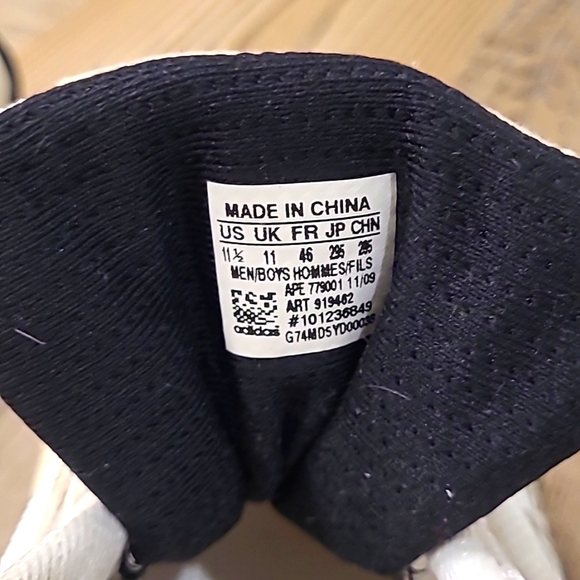 MADE IN CHINA
US UK FR JP CHN
11½ 11 46 295 295
MEN/BOYS HOMMES/FILS
APE 779001 11/09
ART 919462
#101236849
adidas